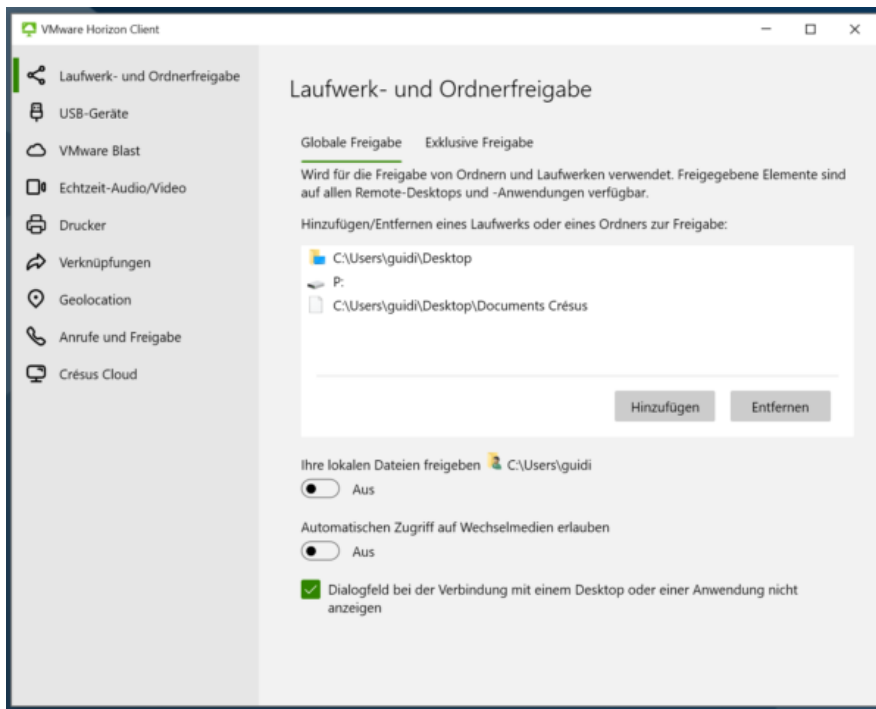 VMware Horizon Client
Laufwerk- und Ordnerfreigabe
USB-Geräte
VMware Blast
Echtzeit-Audio/Video
Drucker
Verknüpfungen
Geolocation
Anrufe und Freigabe
Crésus Cloud
Laufwerk- und Ordnerfreigabe
Globale Freigabe Exklusive Freigabe
Wird für die Freigabe von Ordnern und Laufwerken verwendet. Freigegebene Elemente sind
auf allen Remote-Desktops und -Anwendungen verfügbar.
Hinzufügen/Entfernen eines Laufwerks oder eines Ordners zur Freigabe:
C:\Users\guidi\Desktop
P:
C:\Users\guidi\Desktop\Documents Crésus
Hinzufügen Entfernen
Ihre lokalen Dateien freigeben C:\Users\guidi
Aus
Automatischen Zugriff auf Wechselmedien erlauben
Aus
Dialogfeld bei der Verbindung mit einem Desktop oder einer Anwendung nicht
anzeigen